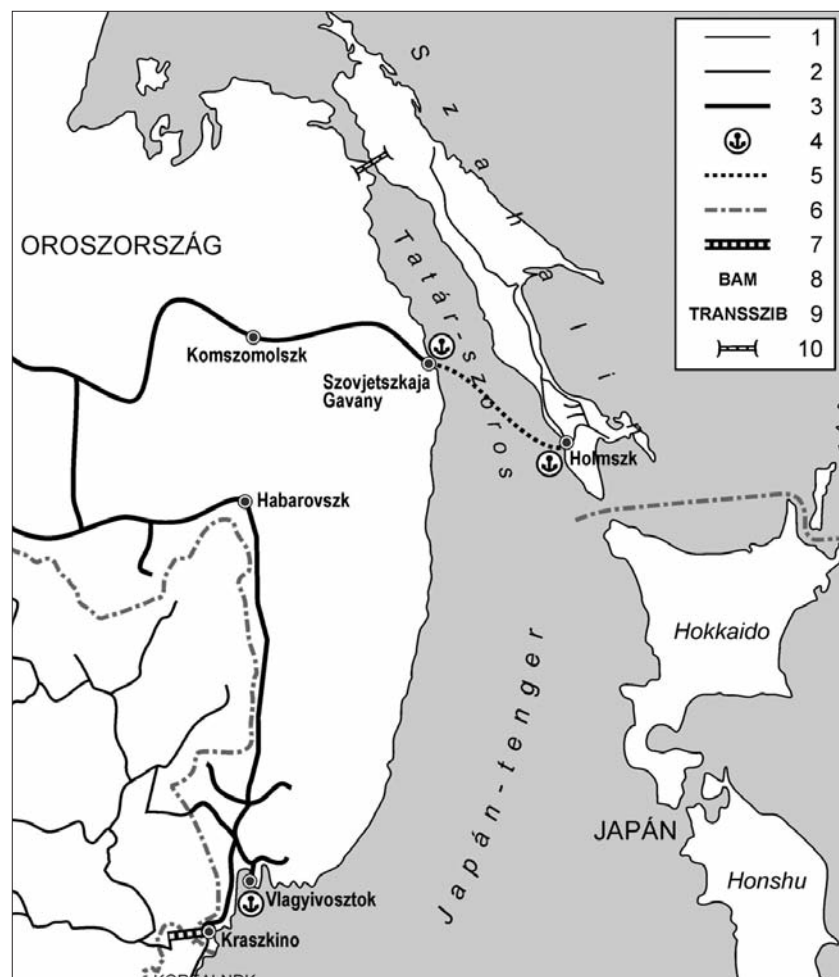 1
2
3
4
5
6
7
BAM 8
TRANSSZIB 9
10
Szahalin
OROSZORSZÁG
Tatár-szoros
Komszomolszk
Szovjetszkaja
Gavany
Holmszk
Habarovszk
Hokkaido
Japán-tenger
JAPÁN
Honshu
Vlagyivosztok
Kraszkino